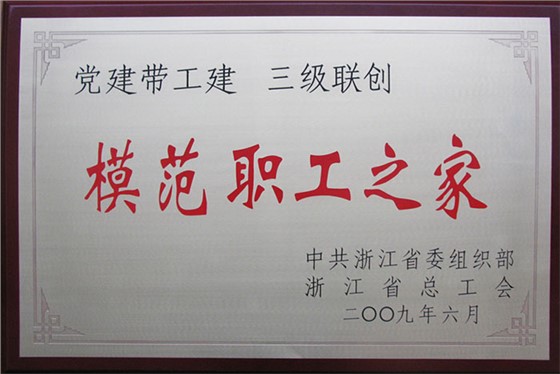 党建带工建 三级联创
模范职工之家
中共浙江省委组织部
浙江省总工会
二〇〇九年六月